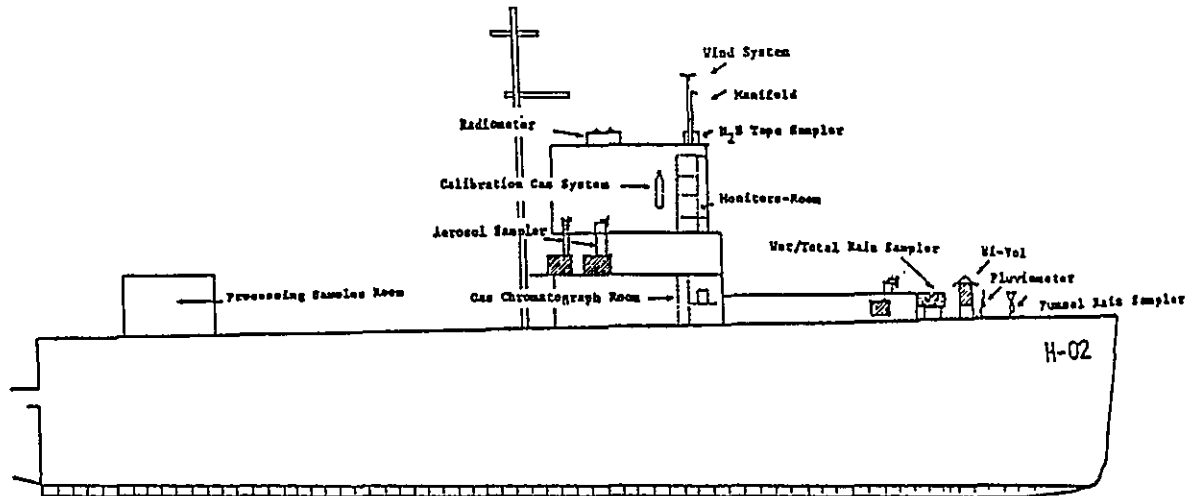 Wind System
Manifold
Radiometer
H₂S Tape Sampler
Calibration Gas System
Moniters-Room
Aerosol Sampler
Wet/Total Rain Sampler
Hi-Vol
Pluviometer
Processing Samples Room
Gas Chromatograph Room
Funnel Rain Sampler
H-02